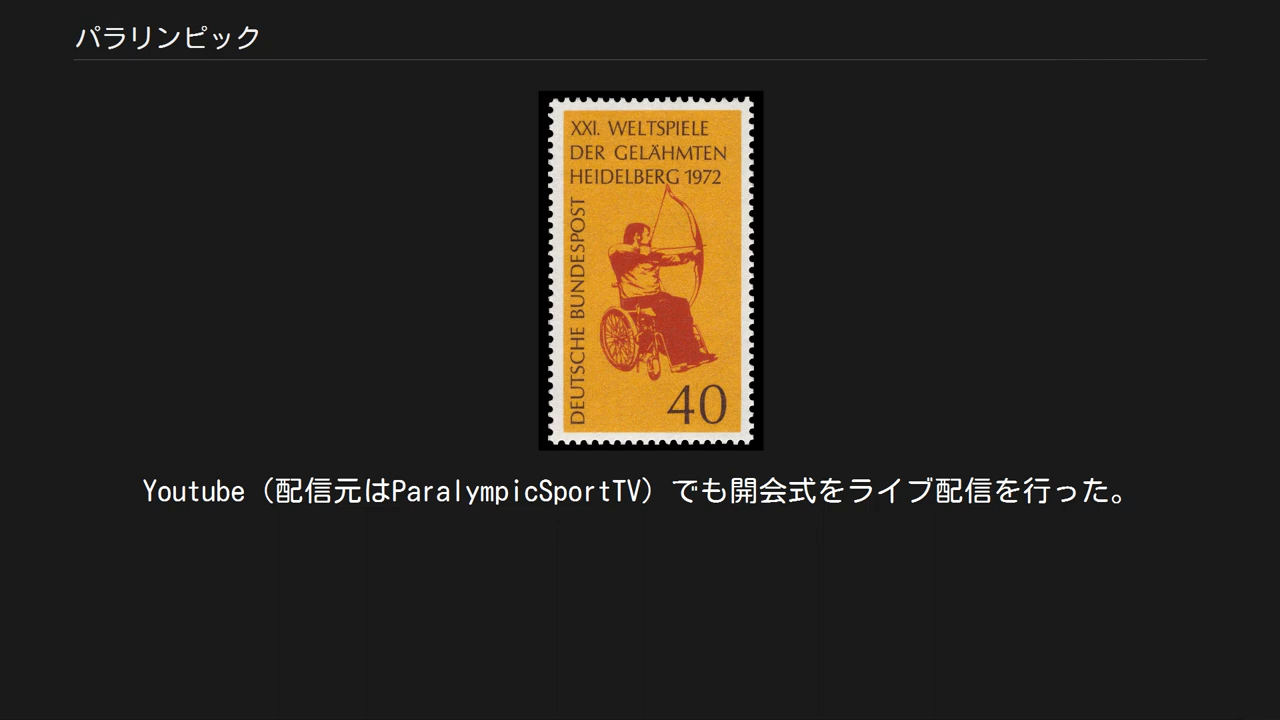 パラリンピック
XXI. WELTSPIELE
DER GELÄHMTEN
HEIDELBERG 1972
DEUTSCHE BUNDESPOST
40
Youtube（配信元はParalympicSportTV）でも開会式をライブ配信を行った。